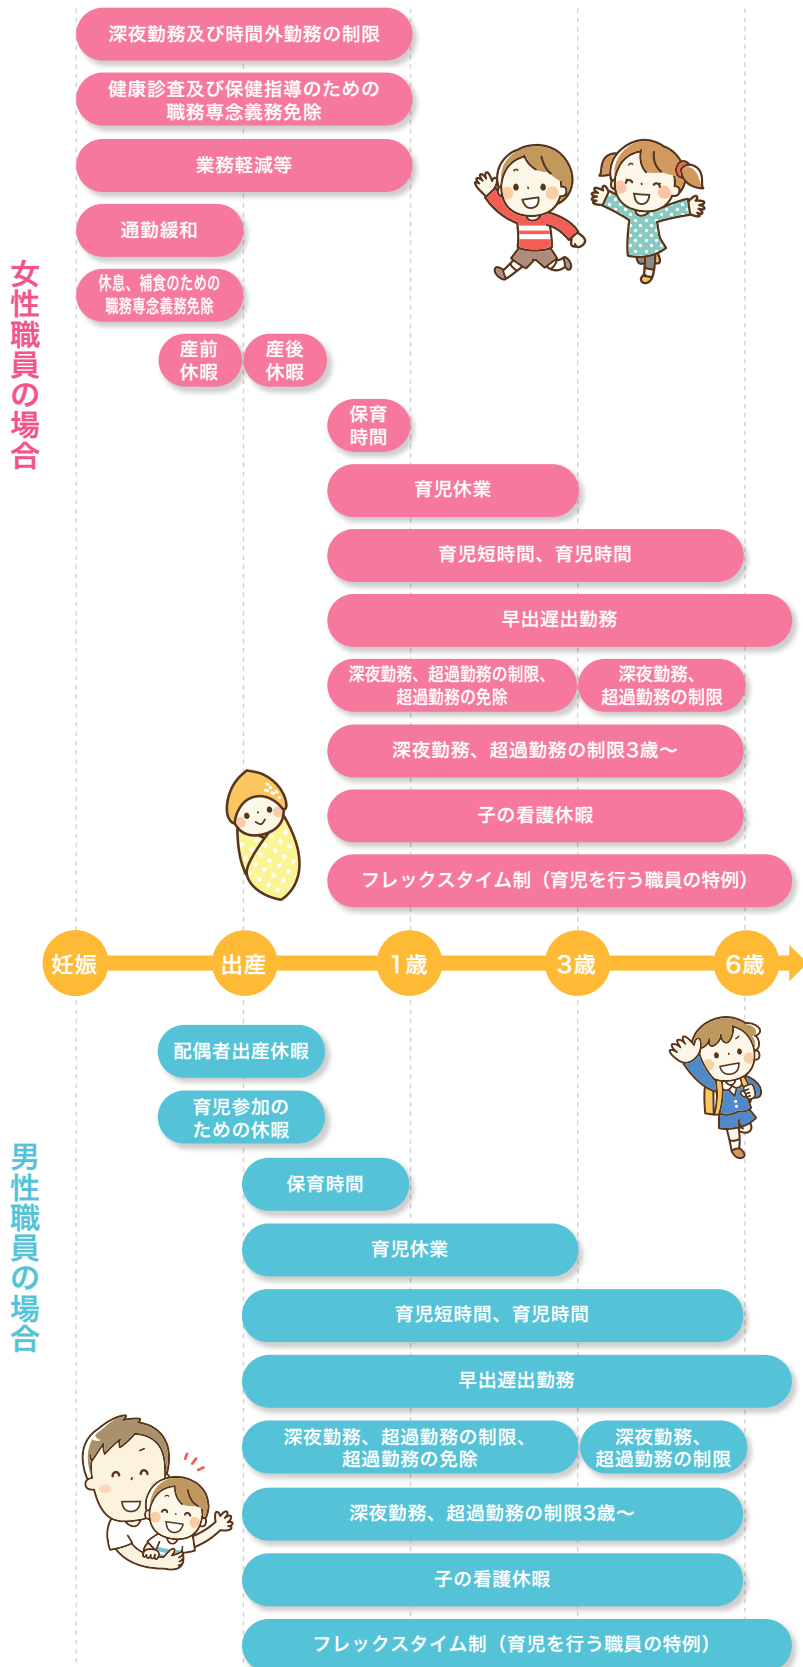 女性職員の場合
深夜勤務及び時間外勤務の制限
健康診査及び保健指導のための
職務専念義務免除
業務軽減等
通勤緩和
休息、補食のための
職務専念義務免除
産前
休暇
産後
休暇
保育
時間
育児休業
育児短時間、育児時間
早出遅出勤務
深夜勤務、超過勤務の制限、
超過勤務の免除
深夜勤務、
超過勤務の制限
深夜勤務、超過勤務の制限3歳〜
子の看護休暇
フレックスタイム制（育児を行う職員の特例）
妊娠
出産
1歳
3歳
6歳
男性職員の場合
配偶者出産休暇
育児参加の
ための休暇
保育時間
育児休業
育児短時間、育児時間
早出遅出勤務
深夜勤務、超過勤務の制限、
超過勤務の免除
深夜勤務、
超過勤務の制限
深夜勤務、超過勤務の制限3歳〜
子の看護休暇
フレックスタイム制（育児を行う職員の特例）